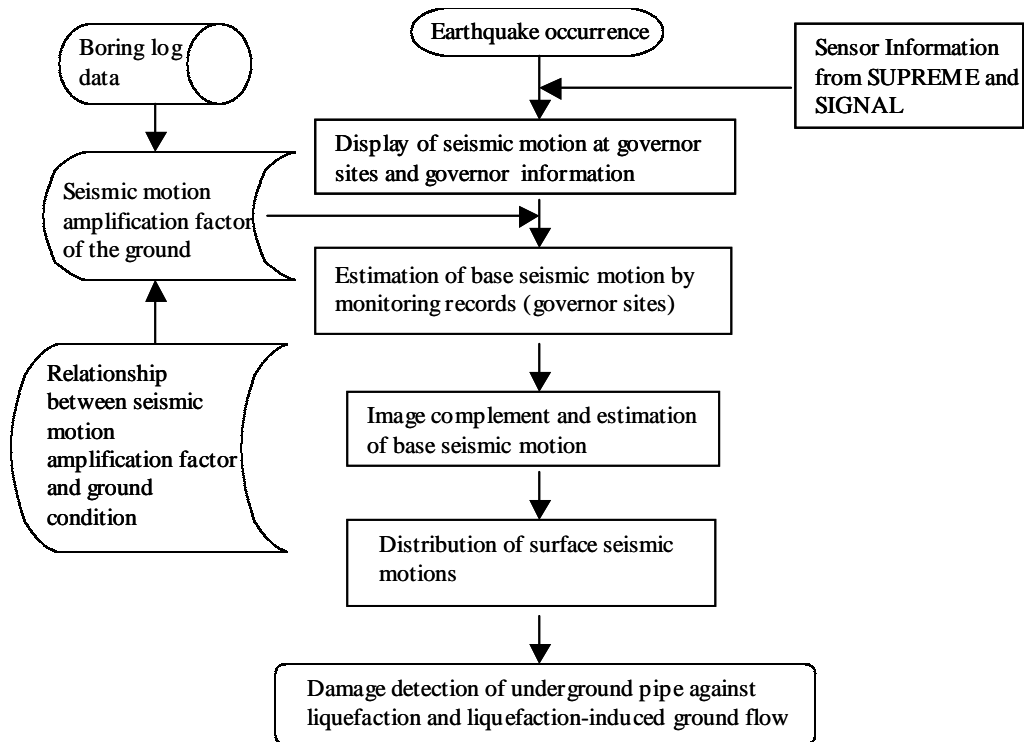 Boring log
data
Earthquake occurrence
Sensor Information
from SUPREME and
SIGNAL
Display of seismic motion at governor
sites and governor information
Seismic motion
amplification factor
of the ground
Estimation of base seismic motion by
monitoring records (governor sites)
Relationship
between seismic
motion
amplification factor
and ground
condition
Image complement and estimation
of base seismic motion
Distribution of surface seismic
motions
Damage detection of underground pipe against
liquefaction and liquefaction-induced ground flow